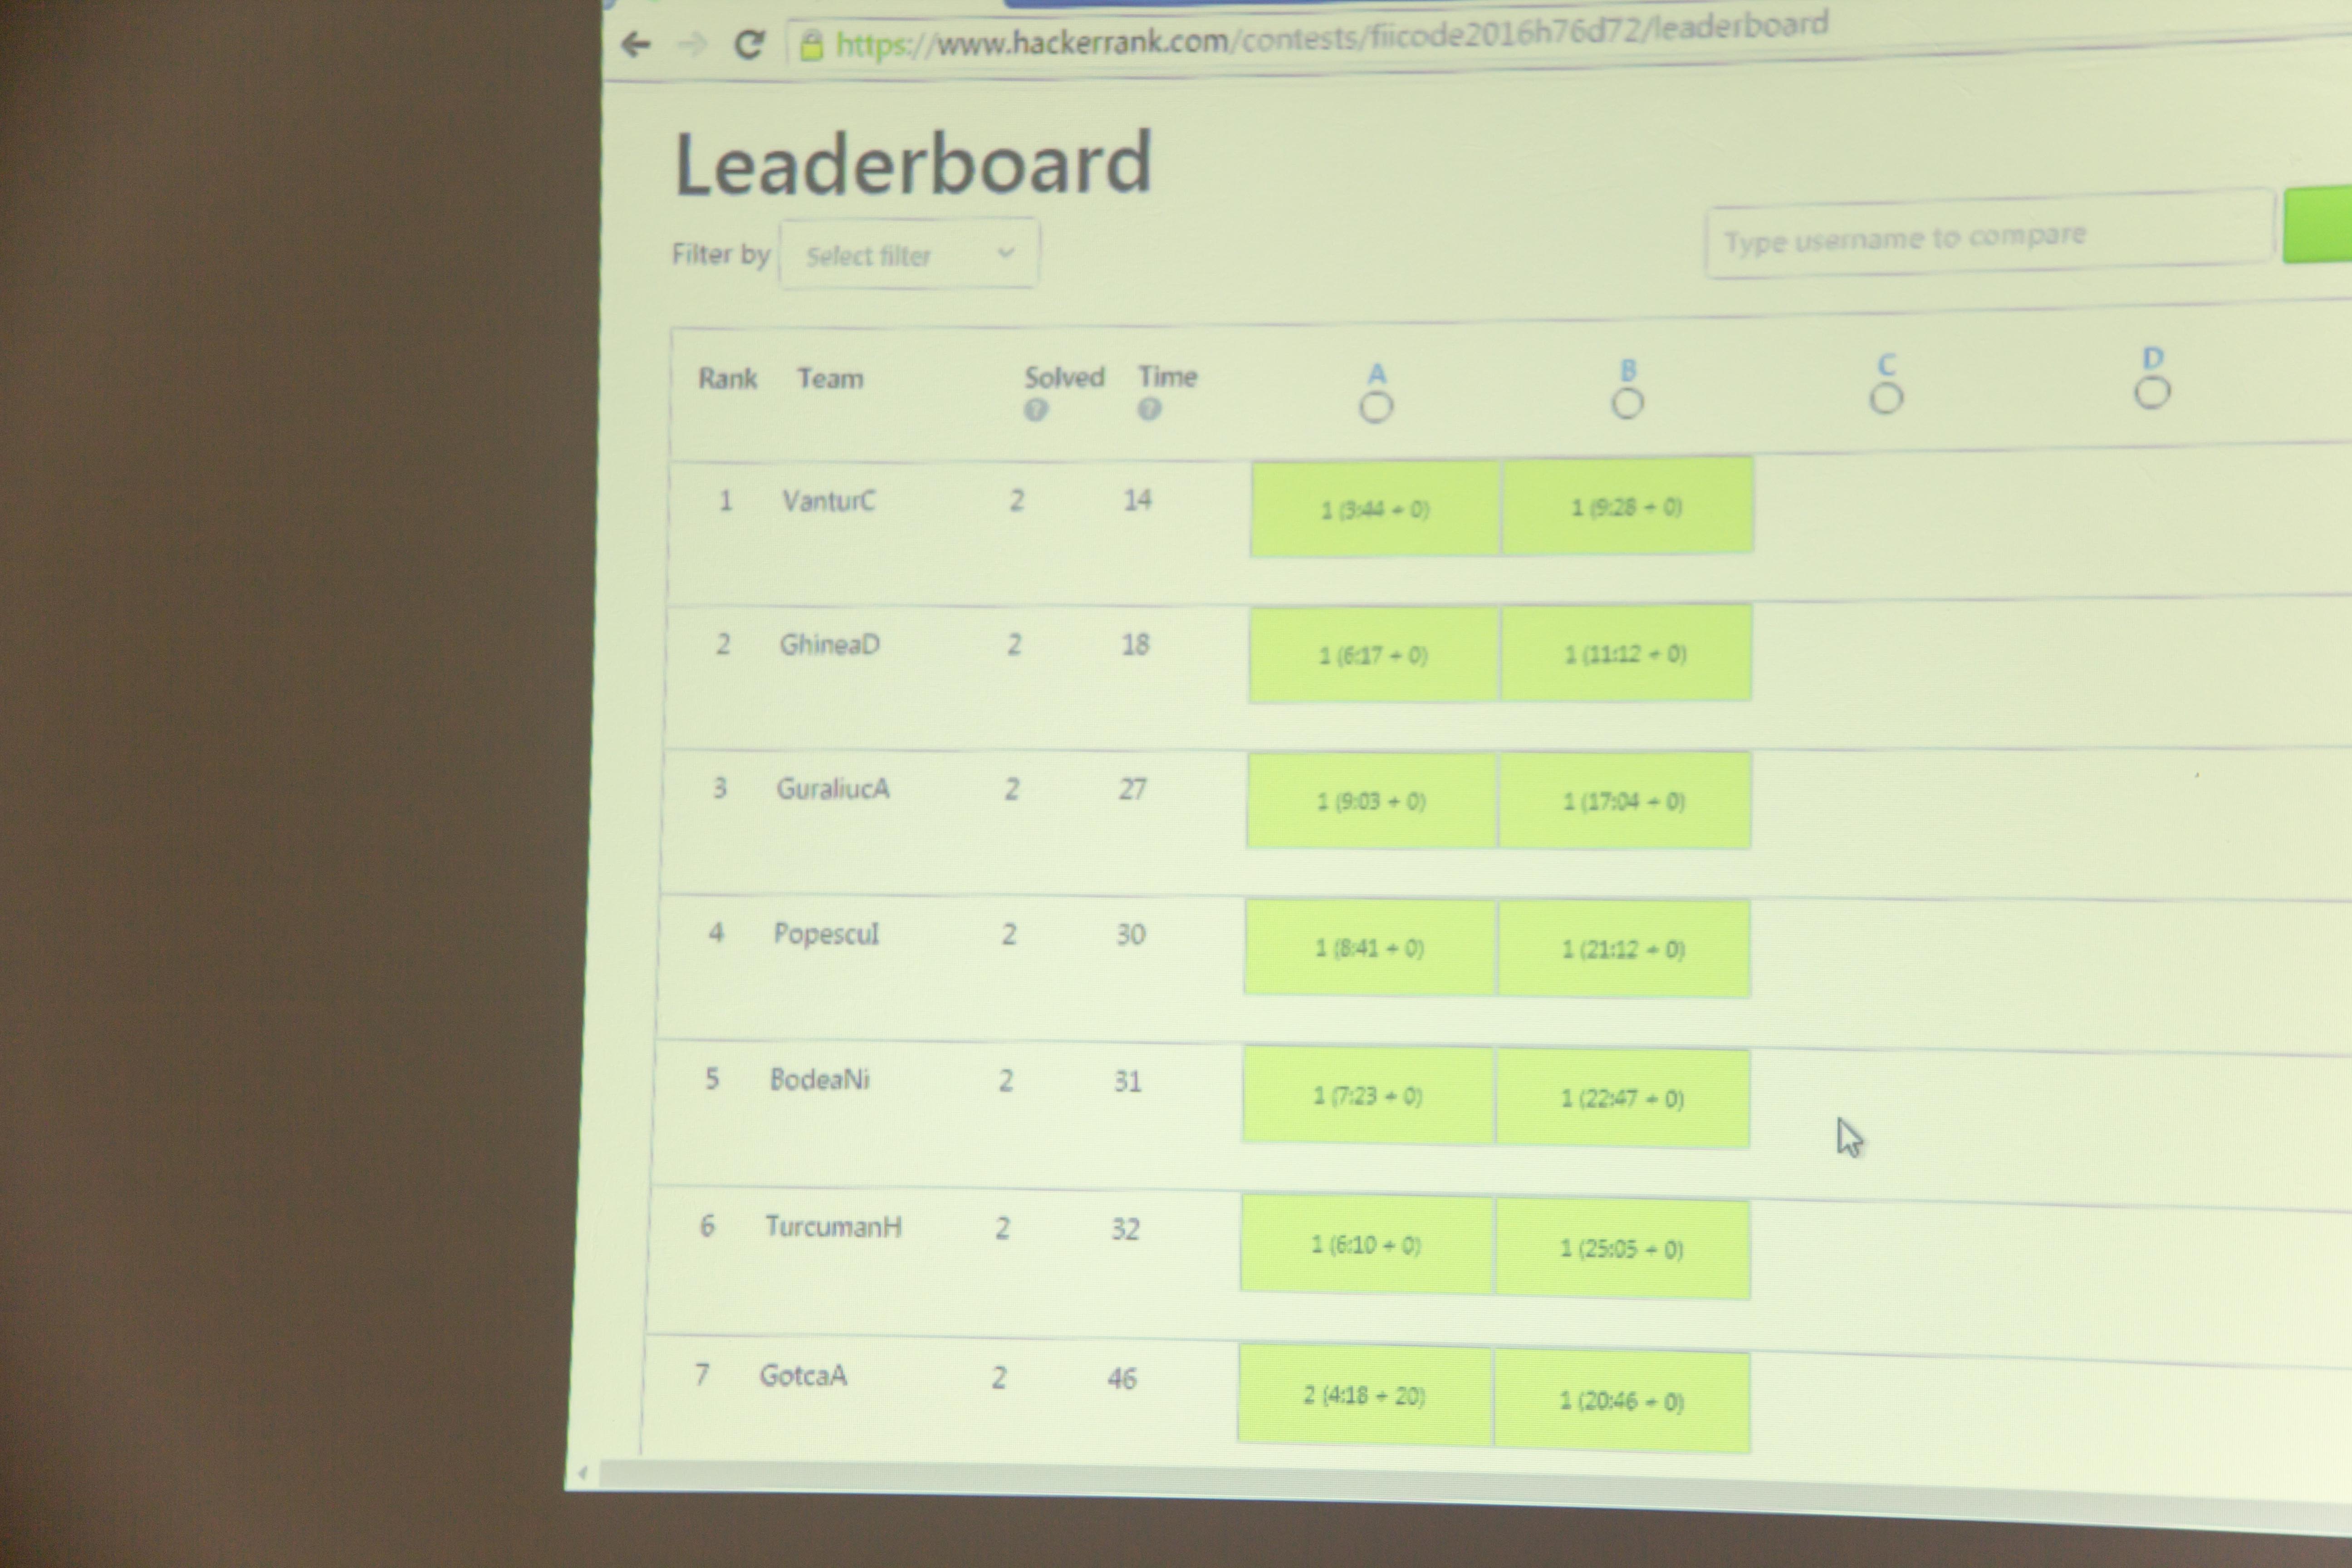 https://www.hackerrank.com/contests/fiicode2016h76d72/leaderboard
Leaderboard
Filter by Select filter
Type username to compare
Rank Team Solved Time A B C D
? ?
1 VanturC 2 14 1 (3:44 + 0) 1 (9:28 + 0)
2 GhineaD 2 18 1 (6:17 + 0) 1 (11:12 + 0)
3 GuraliucA 2 27 1 (9:03 + 0) 1 (17:04 + 0)
4 PopescuI 2 30 1 (8:41 + 0) 1 (21:12 + 0)
5 BodeaNi 2 31 1 (7:23 + 0) 1 (22:47 + 0)
6 TurcumanH 2 32 1 (6:10 + 0) 1 (25:05 + 0)
7 GotcaA 2 46 2 (4:18 + 20) 1 (20:46 + 0)